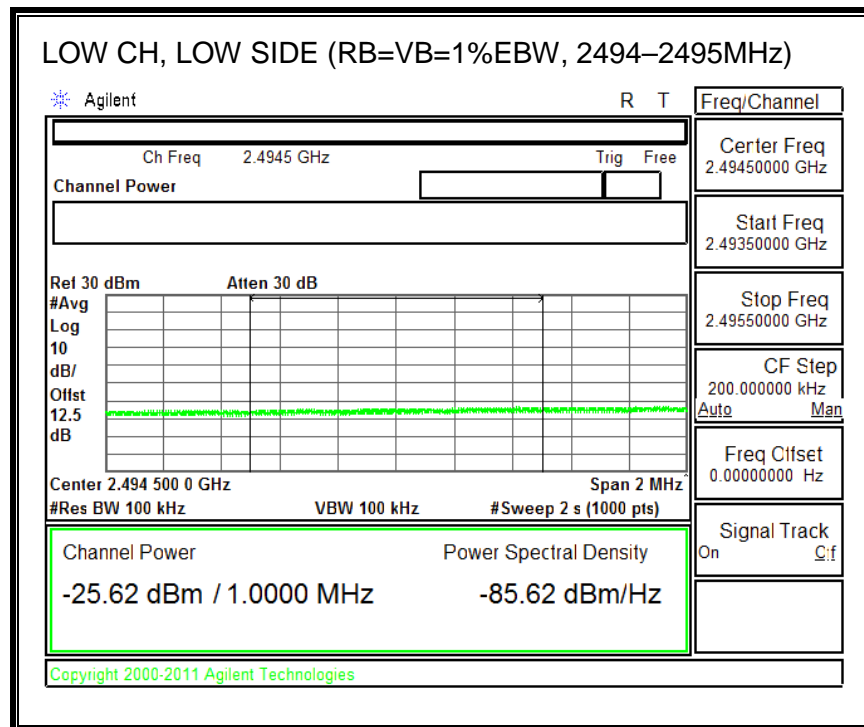 LOW CH, LOW SIDE (RB=VB=1%EBW, 2494–2495MHz)
Agilent R T
Ch Freq 2.4945 GHz Trig Free
Channel Power
Ref 30 dBm Atten 30 dB
#Avg
Log
10
dB/
Offst
12.5
dB
Center 2.494 500 0 GHz Span 2 MHz
#Res BW 100 kHz VBW 100 kHz #Sweep 2 s (1000 pts)
Channel Power Power Spectral Density
-25.62 dBm / 1.0000 MHz -85.62 dBm/Hz
Copyright 2000-2011 Agilent Technologies
Freq/Channel
Center Freq
2.49450000 GHz
Start Freq
2.49350000 GHz
Stop Freq
2.49550000 GHz
CF Step
200.000000 kHz
Auto Man
Freq Offset
0.00000000 Hz
Signal Track
On Off